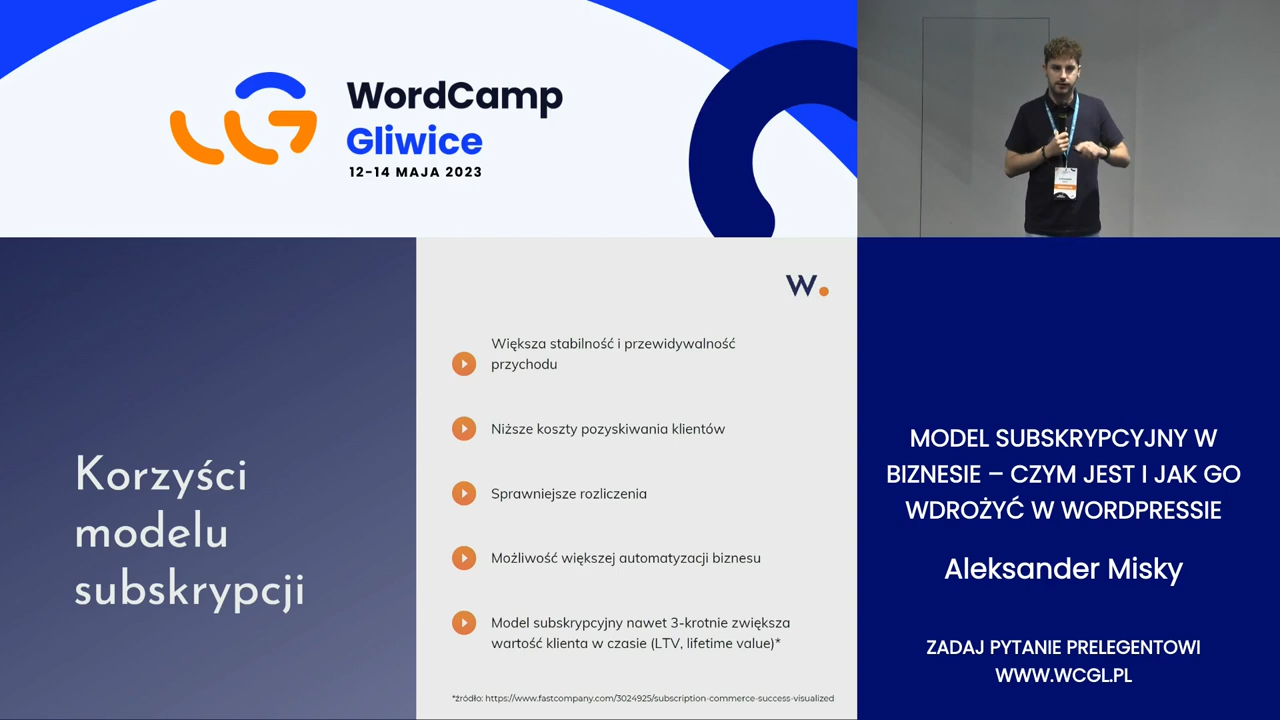 WordCamp
Gliwice
12-14 MAJA 2023
W.
Korzyści
modelu
subskrypcji
Większa stabilność i przewidywalność
przychodu
Niższe koszty pozyskiwania klientów
Sprawniejsze rozliczenia
Możliwość większej automatyzacji biznesu
Model subskrypcyjny nawet 3-krotnie zwiększa
wartość klienta w czasie (LTV, lifetime value)*
*źródło: https://www.fastcompany.com/3024925/subscription-commerce-success-visualized
MODEL SUBSKRYPCYJNY W
BIZNESIE – CZYM JEST I JAK GO
WDROŻYĆ W WORDPRESSIE
Aleksander Misky
ZADAJ PYTANIE PRELEGENTOWI
WWW.WCGL.PL